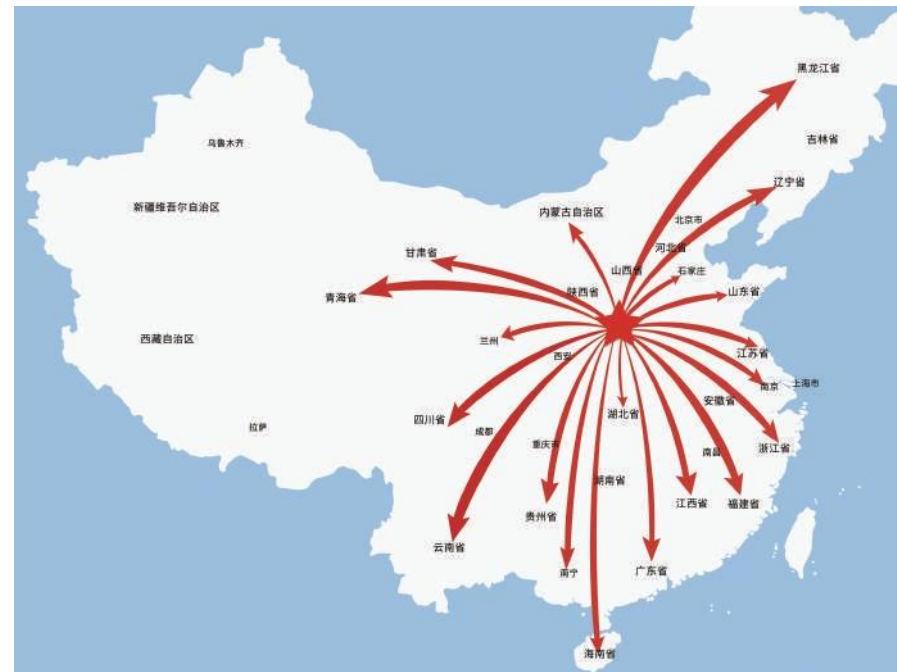 黑龙江省
吉林省
乌鲁木齐
辽宁省
新疆维吾尔自治区
内蒙古自治区
北京市
河北省
甘肃省
山西省
石家庄
青海省
陕西省
山东省
西藏自治区
兰州
西安
江苏省
南京
上海市
四川省
湖北省
安徽省
拉萨
成都
重庆市
南昌
浙江省
湖南省
贵州省
江西省
福建省
云南省
南宁
广东省
海南省